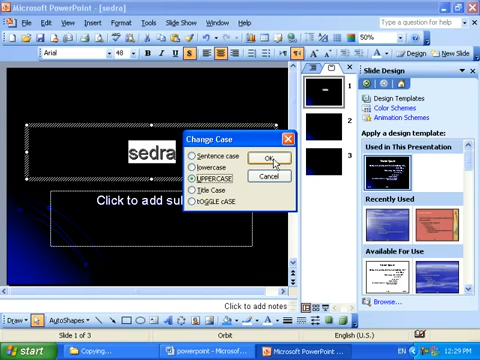 Microsoft PowerPoint - [sedra]
File Edit View Insert Format Tools Slide Show Window Help
Type a question for help
50%
Arial 48 B I U S Design New Slide
sedra
Click to add sub
Change Case
Sentence case
lowercase
UPPERCASE
Title Case
tOGGLE cASE
OK
Cancel
1
2
3
Slide Design
Design Templates
Color Schemes
Animation Schemes
Apply a design template:
Used in This Presentation
Recently Used
Available For Use
Browse...
Click to add notes
Draw AutoShapes
Slide 1 of 3 Orbit English (U.S.)
start Copying... powerpoint - Microsof... Microsoft PowerPoint ... EN 12:29 PM